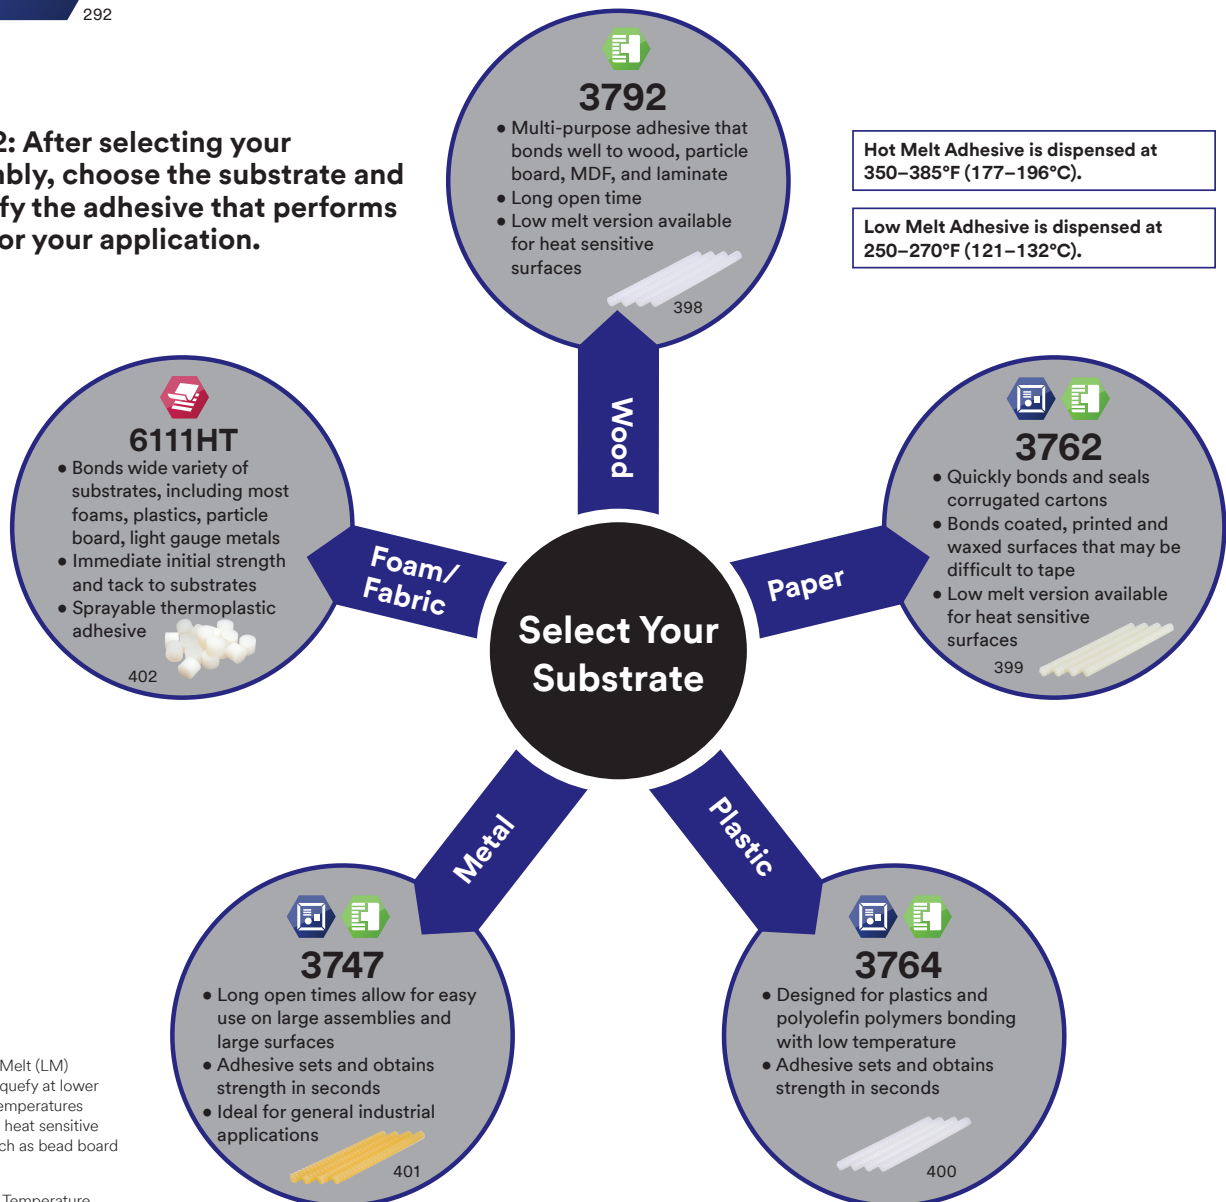 292
2: After selecting your
bly, choose the substrate and
fy the adhesive that performs
or your application.
3792
• Multi-purpose adhesive that
bonds well to wood, particle
board, MDF, and laminate
• Long open time
• Low melt version available
for heat sensitive
surfaces
398
Hot Melt Adhesive is dispensed at
350–385°F (177–196°C).
Low Melt Adhesive is dispensed at
250–270°F (121–132°C).
6111HT
• Bonds wide variety of
substrates, including most
foams, plastics, particle
board, light gauge metals
• Immediate initial strength
and tack to substrates
• Sprayable thermoplastic
adhesive
402
Foam/
Fabric
Wood
Paper
3762
• Quickly bonds and seals
corrugated cartons
• Bonds coated, printed and
waxed surfaces that may be
difficult to tape
• Low melt version available
for heat sensitive
surfaces
399
Select Your
Substrate
Metal
Plastic
3747
• Long open times allow for easy
use on large assemblies and
large surfaces
• Adhesive sets and obtains
strength in seconds
• Ideal for general industrial
applications
401
3764
• Designed for plastics and
polyolefin polymers bonding
with low temperature
• Adhesive sets and obtains
strength in seconds
400
Melt (LM)
quefy at lower
emperatures
heat sensitive
ch as bead board
Temperature